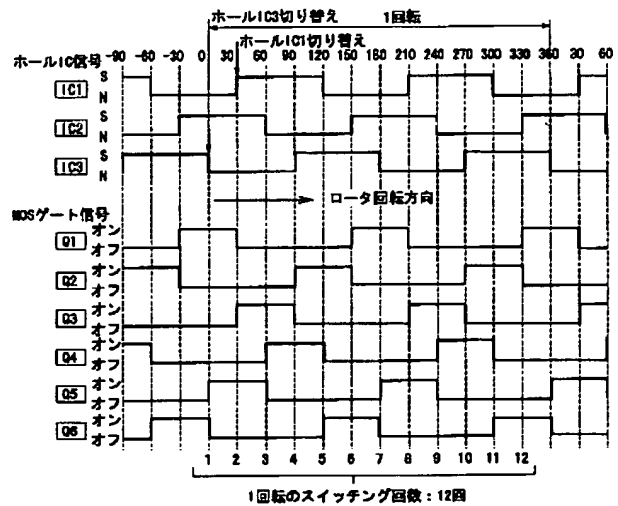 ホールIC3切り替え 1回転
ホールIC1切り替え
ホールIC信号 -90 -60 -30 0 30 60 90 120 150 180 210 240 270 300 330 360 30 60
IC1 S N
IC2 S N
IC3 S N
ロータ回転方向
MOSゲート信号
Q1 オン オフ
Q2 オン オフ
Q3 オン オフ
Q4 オン オフ
Q5 オン オフ
Q6 オン オフ
1 2 3 4 5 6 7 8 9 10 11 12
1回転のスイッチング回数：12回